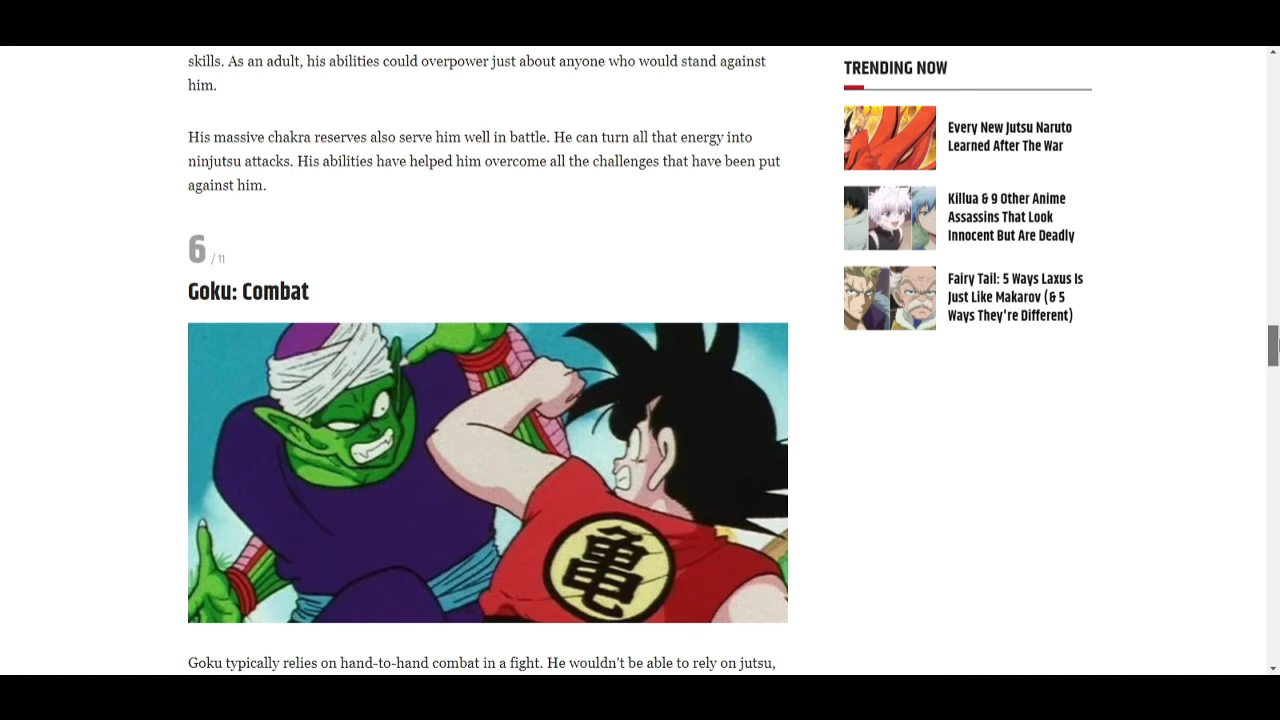 skills. As an adult, his abilities could overpower just about anyone who would stand against
him.
His massive chakra reserves also serve him well in battle. He can turn all that energy into
ninjutsu attacks. His abilities have helped him overcome all the challenges that have been put
against him.
6 / 11
Goku: Combat
亀
Goku typically relies on hand-to-hand combat in a fight. He wouldn't be able to rely on jutsu,
TRENDING NOW
Every New Jutsu Naruto
Learned After The War
Killua & 9 Other Anime
Assassins That Look
Innocent But Are Deadly
Fairy Tail: 5 Ways Laxus Is
Just Like Makarov (& 5
Ways They're Different)